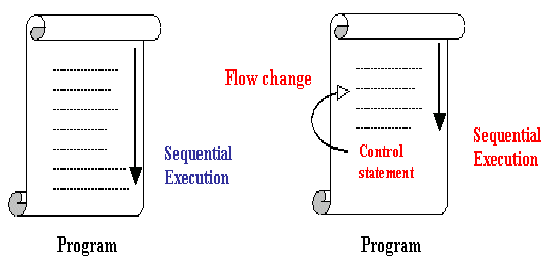 Sequential
Execution
Program
Flow change
Control
statement
Sequential
Execution
Program